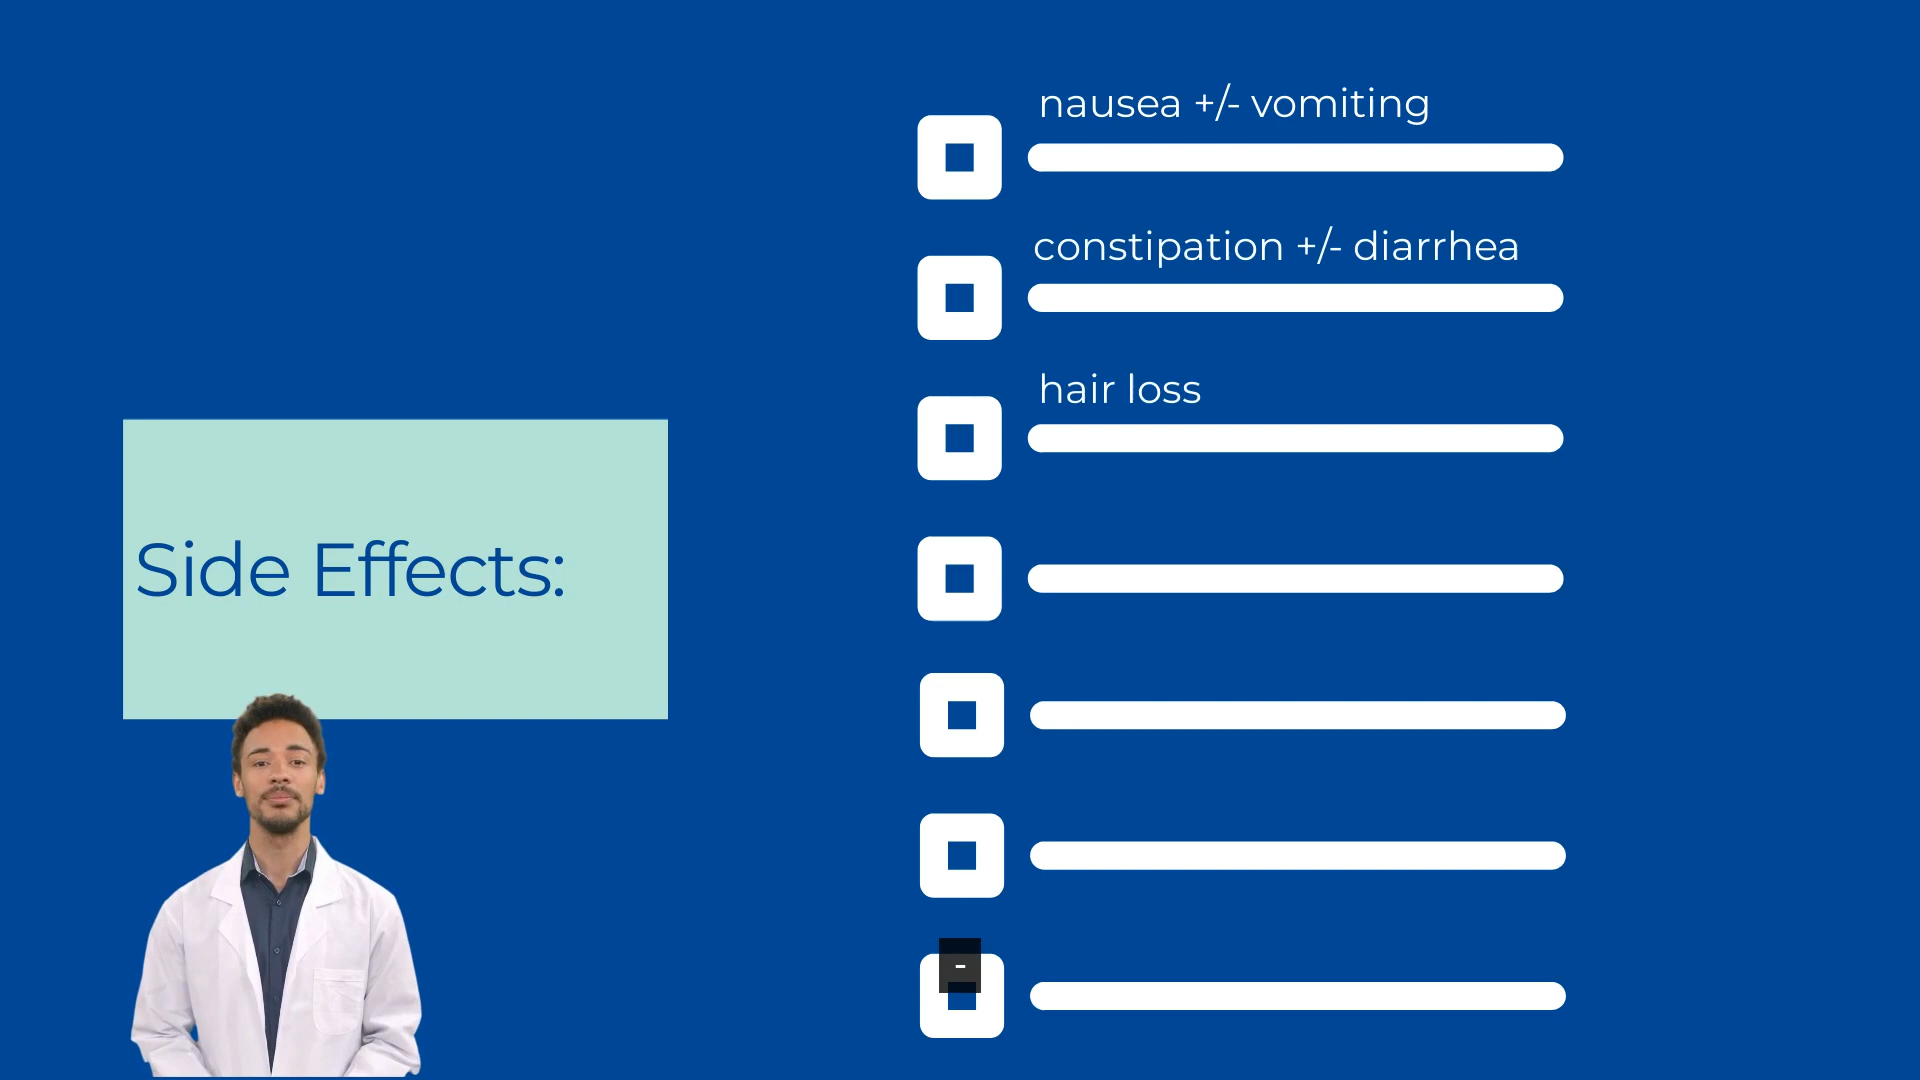 nausea +/- vomiting
constipation +/- diarrhea
hair loss
Side Effects:
-